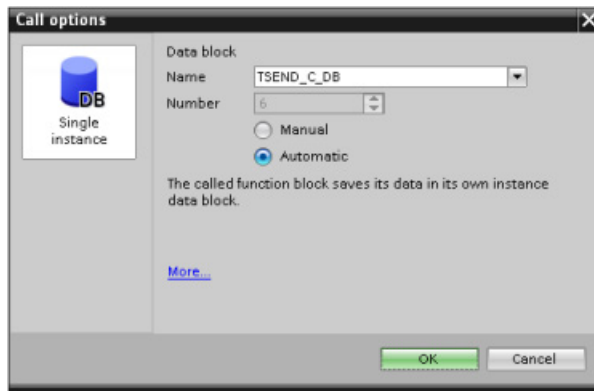 Call options
DB
Single
instance
Data block
Name TSEND_C_DB
Number 6
Manual
Automatic
The called function block saves its data in its own instance
data block.
More...
OK Cancel